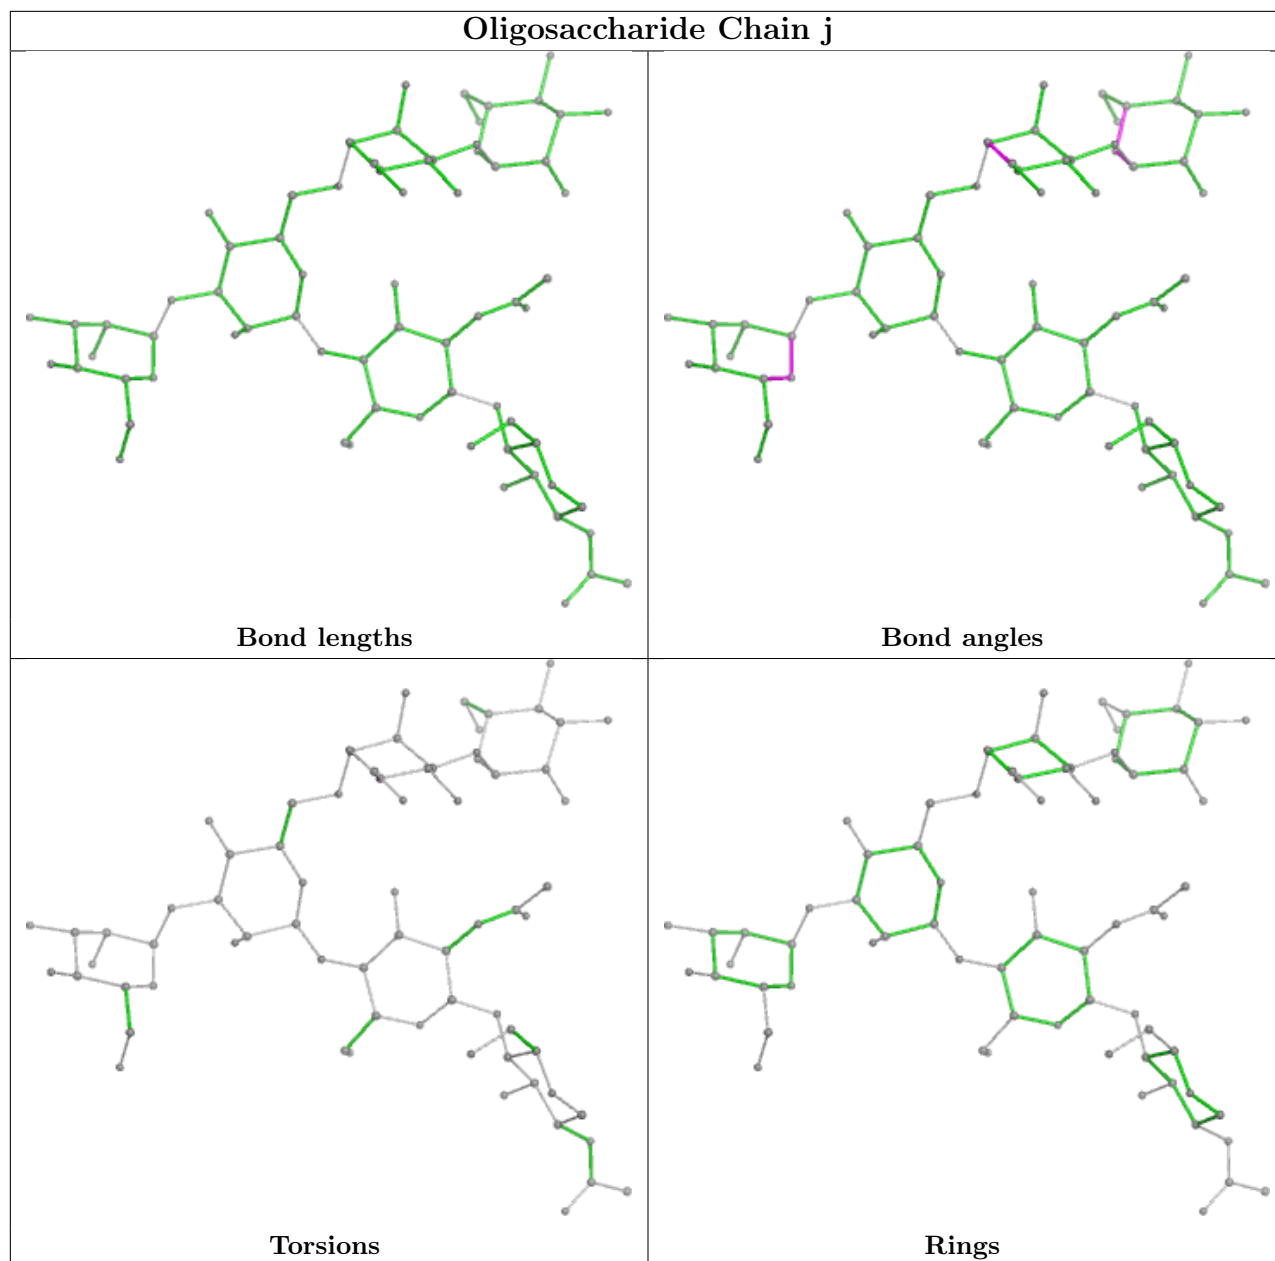 Oligosaccharide Chain j
Bond lengths
Bond angles
Torsions
Rings